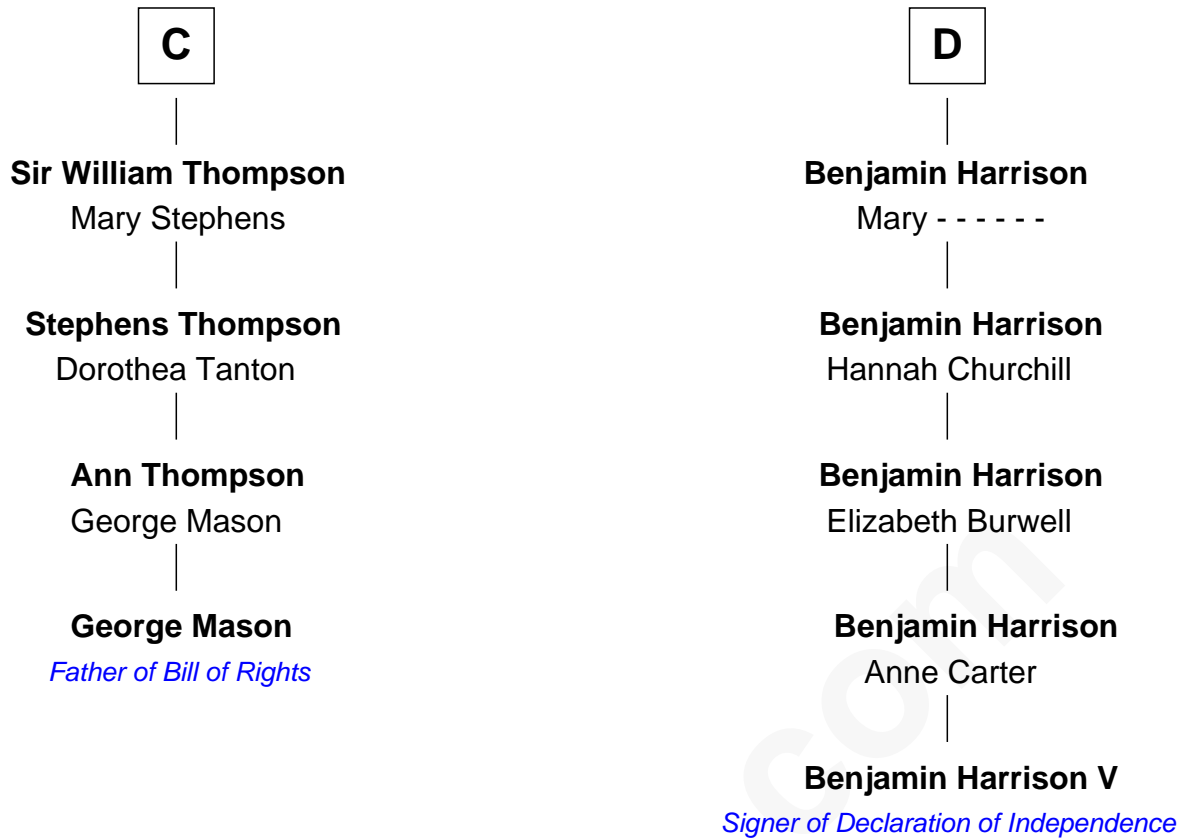 C
Sir William Thompson
Mary Stephens
Stephens Thompson
Dorothea Tanton
Ann Thompson
George Mason
George Mason
Father of Bill of Rights
D
Benjamin Harrison
Mary - - - - - -
Benjamin Harrison
Hannah Churchill
Benjamin Harrison
Elizabeth Burwell
Benjamin Harrison
Anne Carter
Benjamin Harrison V
Signer of Declaration of Independence
com